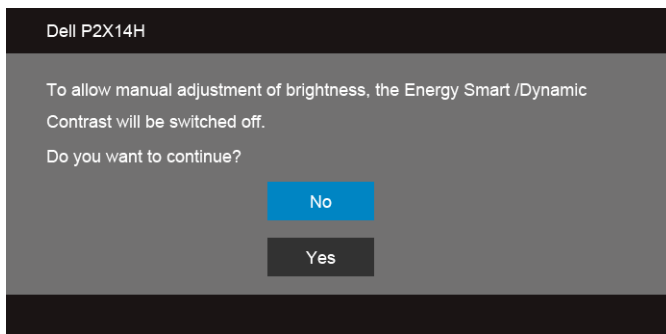 Dell P2X14H
To allow manual adjustment of brightness, the Energy Smart /Dynamic
Contrast will be switched off.
Do you want to continue?
No
Yes